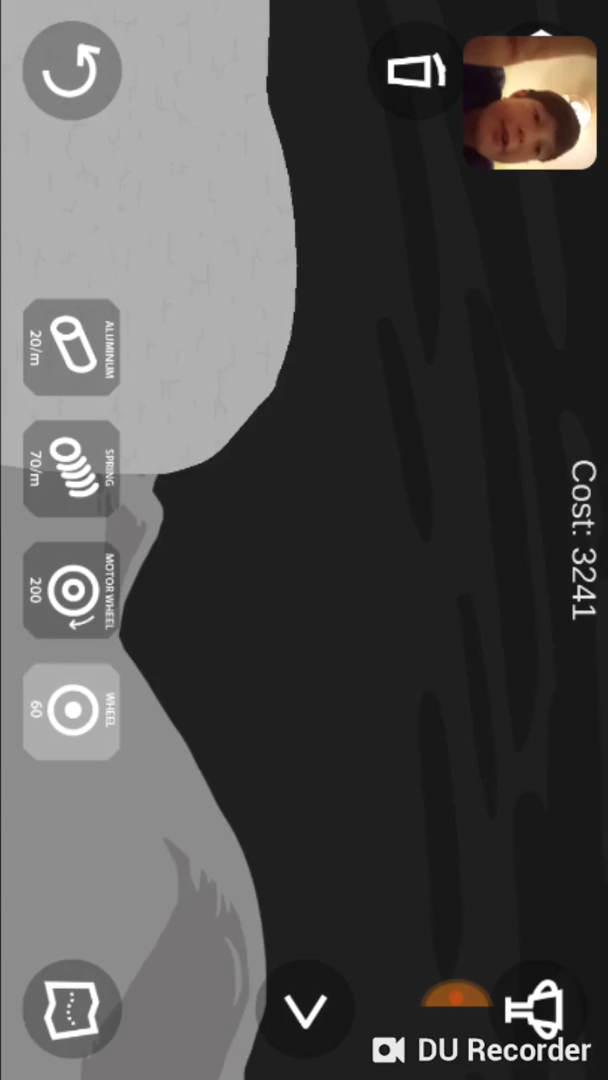 Cost: 3241
ALUMINUM
20/m
SPRING
70/m
MOTOR WHEEL
200
WHEEL
60
DU Recorder